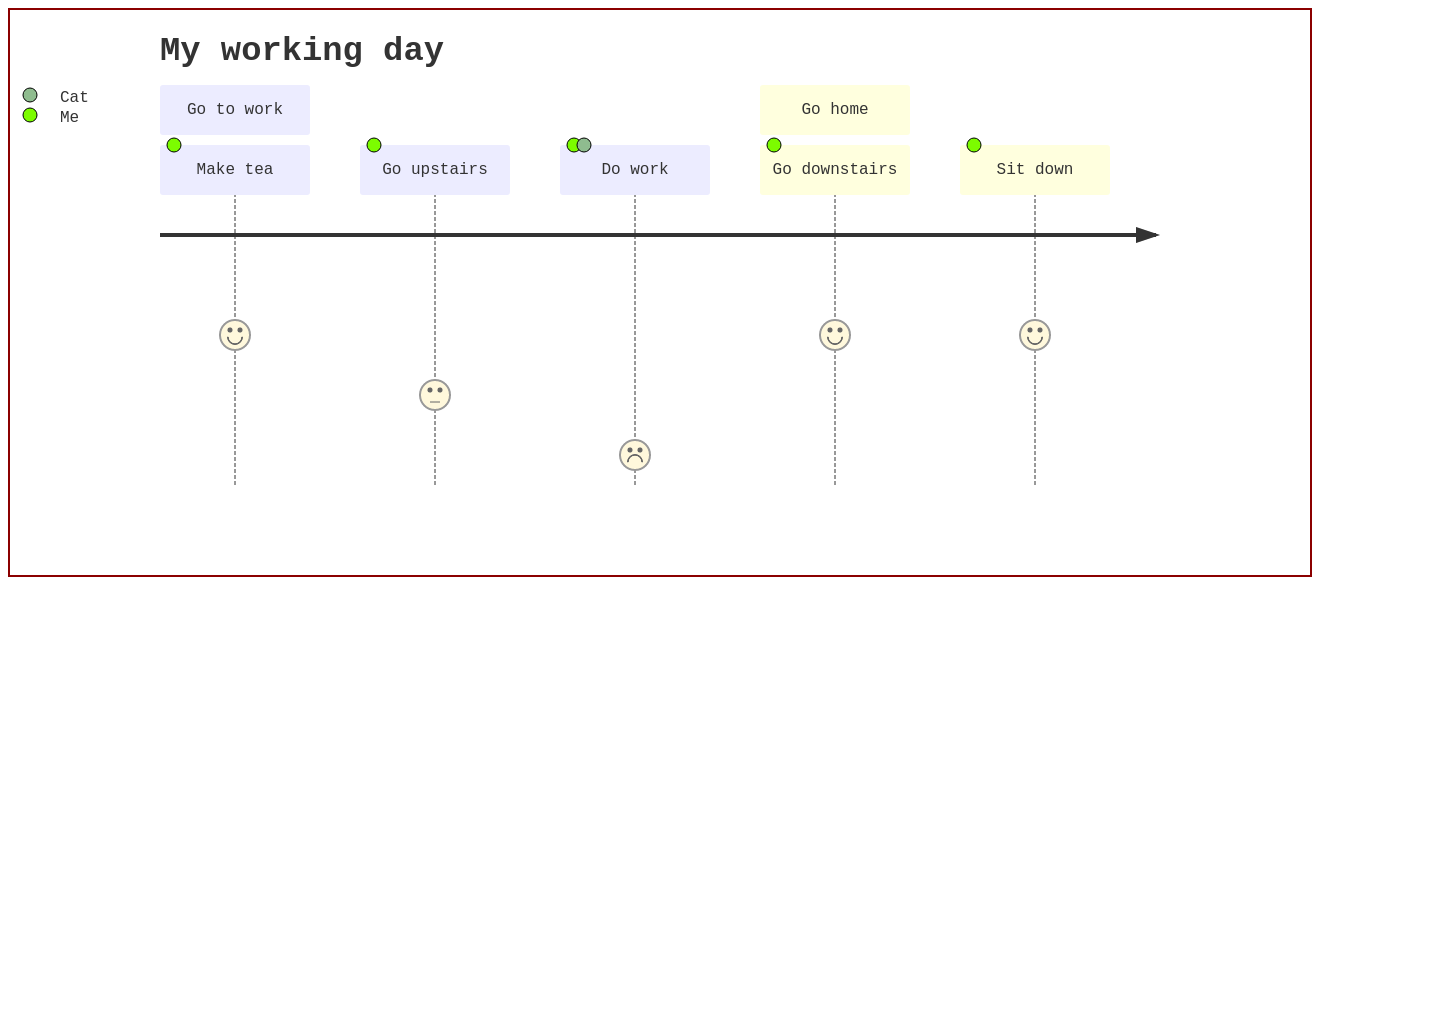 My working day
Cat
Me
Go to work
Go home
Make tea
Go upstairs
Do work
Go downstairs
Sit down